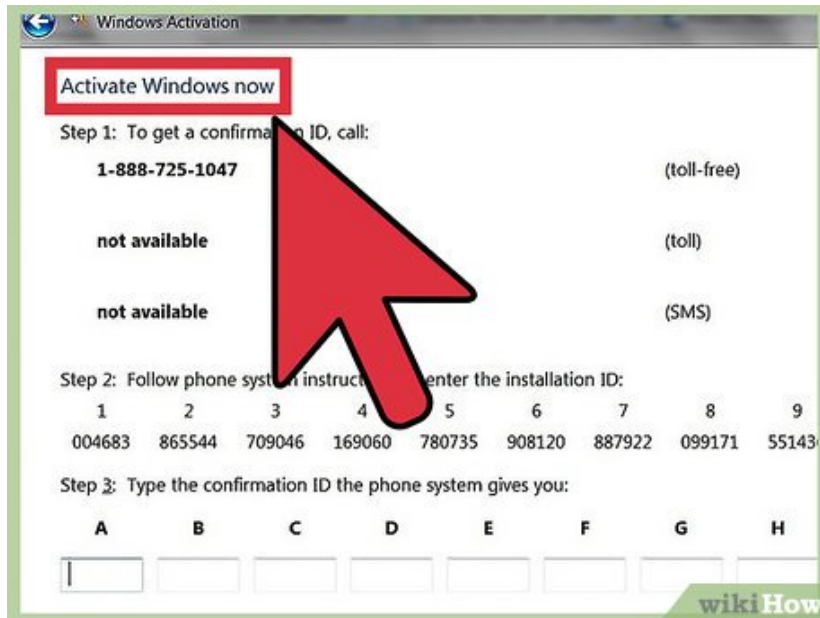 Windows Activation
Activate Windows now
Step 1: To get a confirmation ID, call:
1-888-725-1047 (toll-free)
not available (toll)
not available (SMS)
Step 2: Follow phone system enter the installation ID:
1 2 3 4 5 6 7 8 9
004683 865544 709046 169060 780735 908120 887922 099171 55143
Step 3: Type the confirmation ID the phone system gives you:
A B C D E F G H
wikiHow